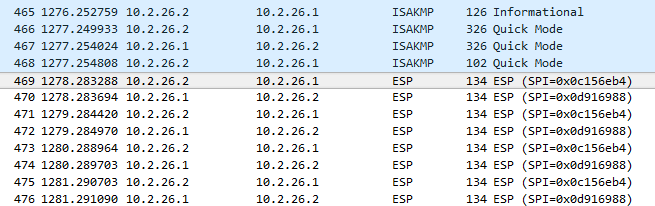 465 1276.252759 10.2.26.2 10.2.26.1 ISAKMP 126 Informational
466 1277.249933 10.2.26.2 10.2.26.1 ISAKMP 326 Quick Mode
467 1277.254024 10.2.26.1 10.2.26.2 ISAKMP 326 Quick Mode
468 1277.254808 10.2.26.2 10.2.26.1 ISAKMP 102 Quick Mode
469 1278.283288 10.2.26.2 10.2.26.1 ESP 134 ESP (SPI=0x0c156eb4)
470 1278.283694 10.2.26.1 10.2.26.2 ESP 134 ESP (SPI=0x0d916988)
471 1279.284420 10.2.26.2 10.2.26.1 ESP 134 ESP (SPI=0x0c156eb4)
472 1279.284970 10.2.26.1 10.2.26.2 ESP 134 ESP (SPI=0x0d916988)
473 1280.288964 10.2.26.2 10.2.26.1 ESP 134 ESP (SPI=0x0c156eb4)
474 1280.289703 10.2.26.1 10.2.26.2 ESP 134 ESP (SPI=0x0d916988)
475 1281.290703 10.2.26.2 10.2.26.1 ESP 134 ESP (SPI=0x0c156eb4)
476 1281.291090 10.2.26.1 10.2.26.2 ESP 134 ESP (SPI=0x0d916988)